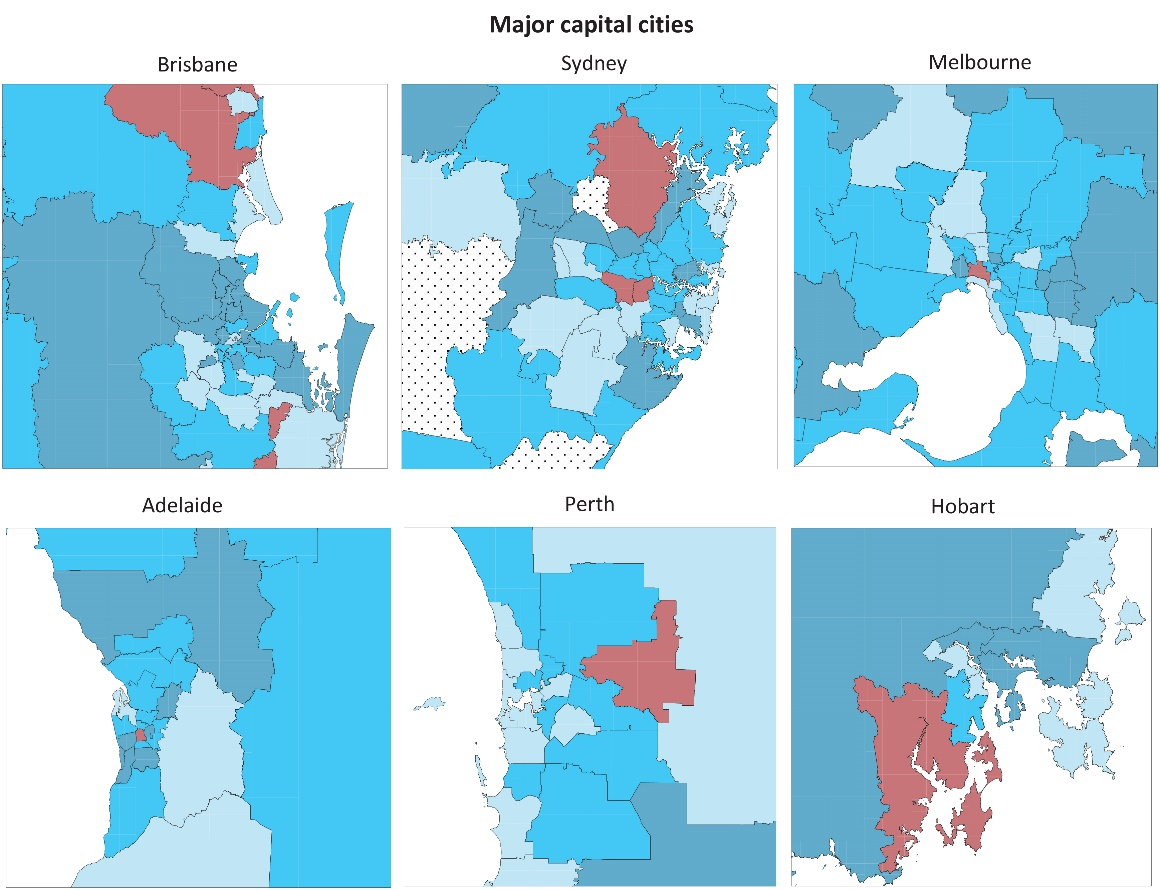 Major capital cities
Brisbane
Sydney
Melbourne
Adelaide
Perth
Hobart